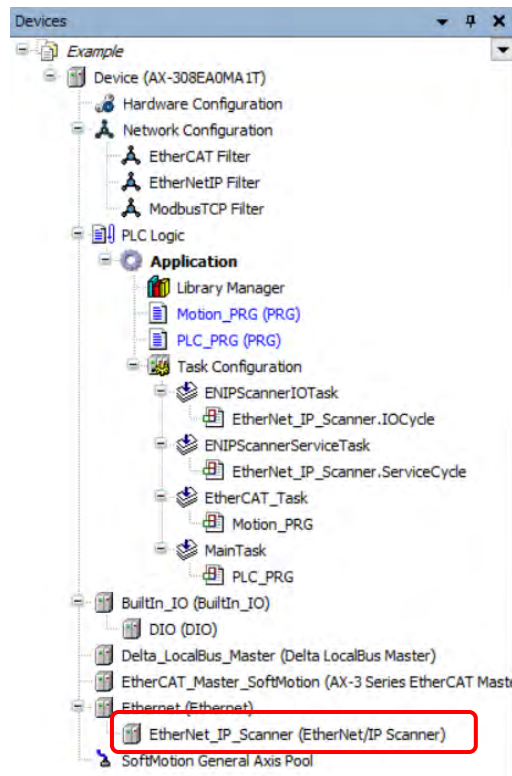 Devices
Example
Device (AX-308EA0MA1T)
Hardware Configuration
Network Configuration
EtherCAT Filter
EtherNetIP Filter
ModbusTCP Filter
PLC Logic
Application
Library Manager
Motion_PRG (PRG)
PLC_PRG (PRG)
Task Configuration
ENIPScannerIOTask
EtherNet_IP_Scanner.IOCycle
ENIPScannerServiceTask
EtherNet_IP_Scanner.ServiceCycle
EtherCAT_Task
Motion_PRG
MainTask
PLC_PRG
BuiltIn_IO (BuiltIn_IO)
DIO (DIO)
Delta_LocalBus_Master (Delta LocalBus Master)
EtherCAT_Master_SoftMotion (AX-3 Series EtherCAT Maste
Ethernet (Ethernet)
EtherNet_IP_Scanner (EtherNet/IP Scanner)
SoftMotion General Axis Pool